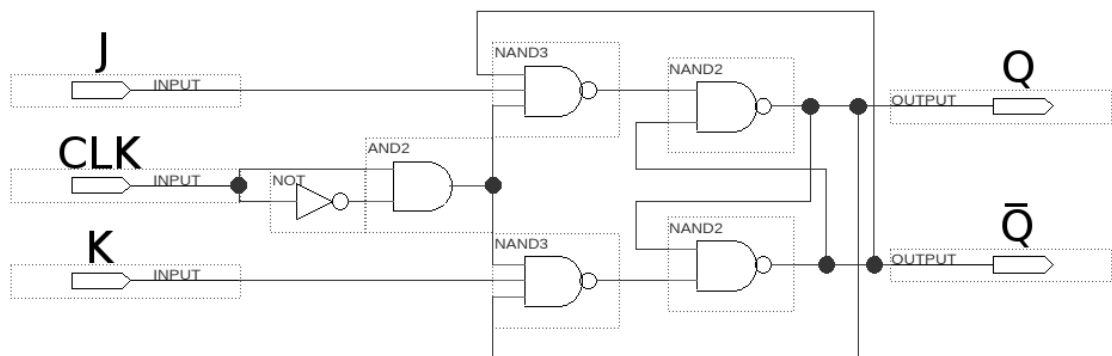 J
INPUT
NAND3
NAND2
Q
OUTPUT
CLK
INPUT
NOT
AND2
K
INPUT
NAND3
NAND2
Q̅
OUTPUT